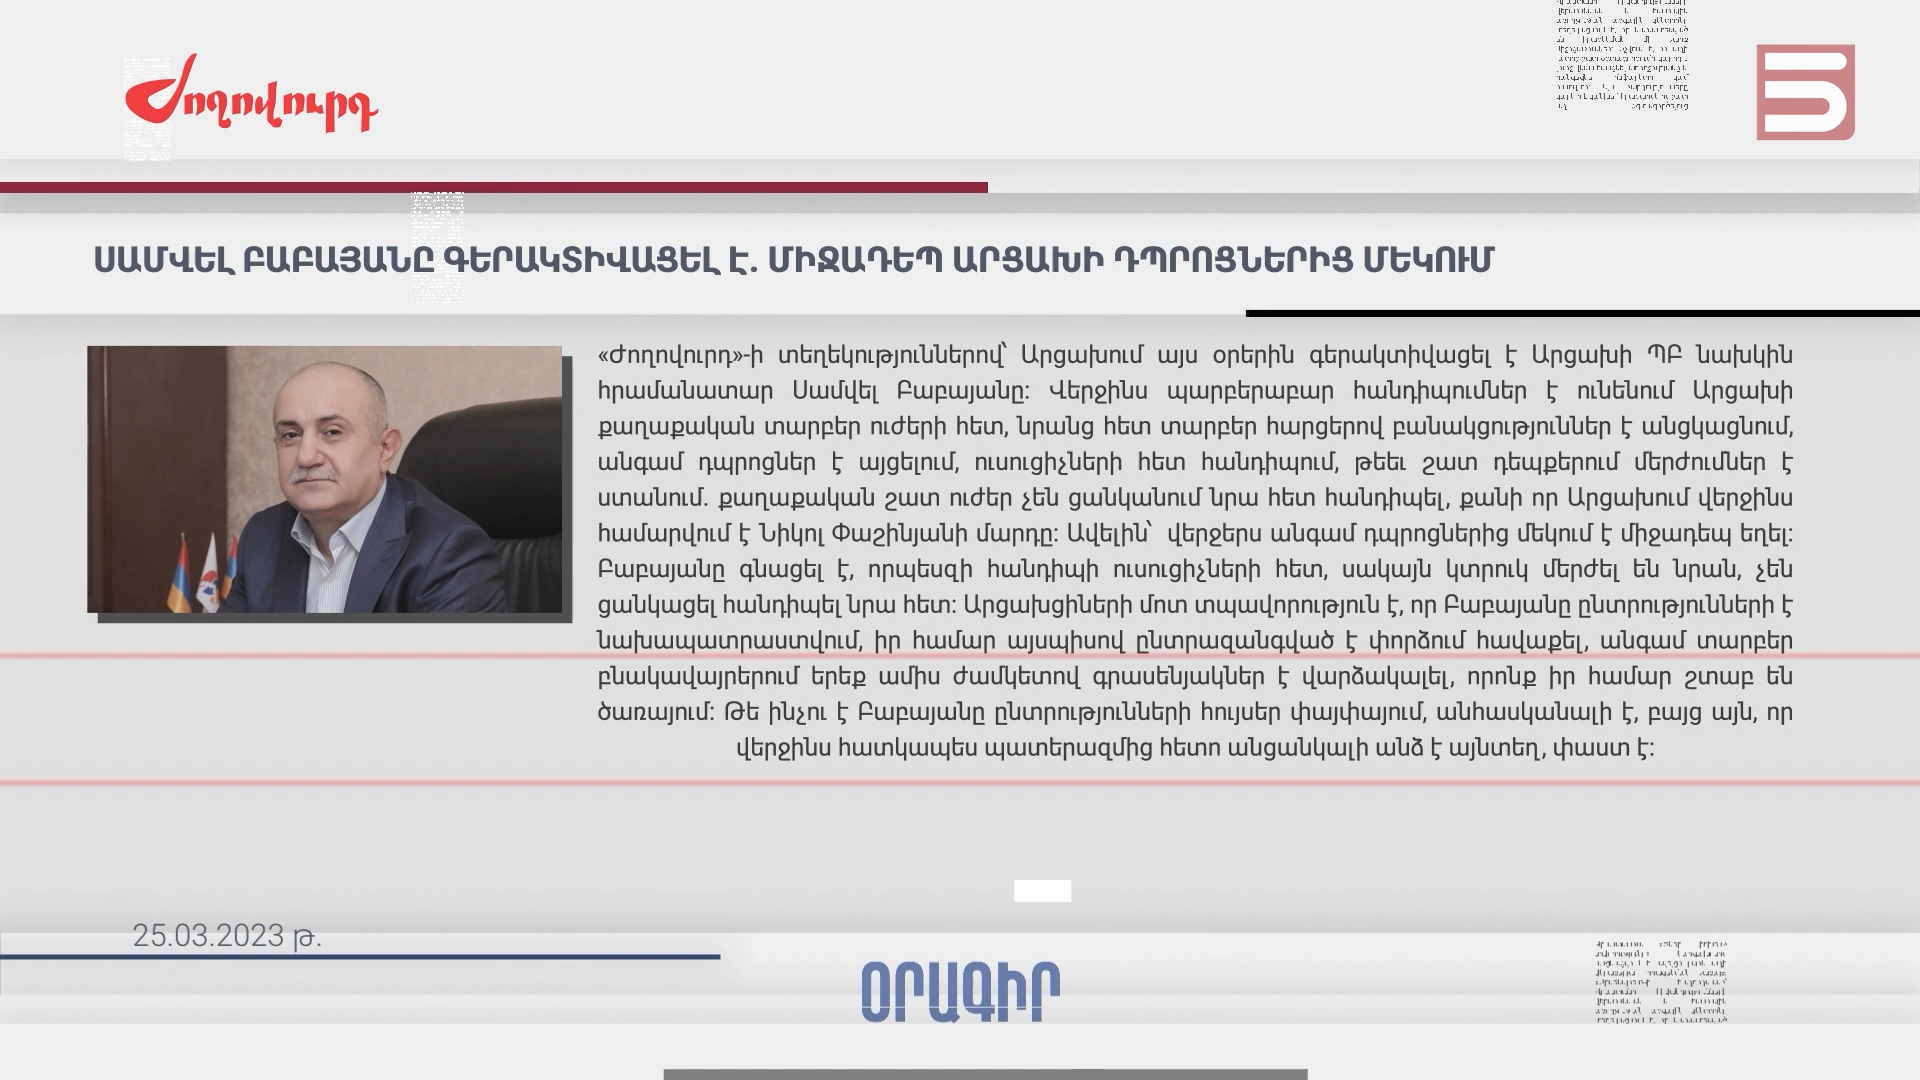 Ժողովուրդ
5
ՍԱՄՎԵԼ ԲԱԲԱՅԱՆԸ ԳԵՐԱԿՏԻՎԱՑԵԼ Է. ՄԻՋԱԴԵՊ ԱՐՑԱԽԻ ԴՊՐՈՑՆԵՐԻՑ ՄԵԿՈՒՄ
«Ժողովուրդ»-ի տեղեկություններով՝ Արցախում այս օրերին գերակտիվացել է Արցախի ՊԲ նախկին
հրամանատար Սամվել Բաբայանը: Վերջինս պարբերաբար հանդիպումներ է ունենում Արցախի
քաղաքական տարբեր ուժերի հետ, նրանց հետ տարբեր հարցերով բանակցություններ է անցկացնում,
անգամ դպրոցներ է այցելում, ուսուցիչների հետ հանդիպում, թեեւ շատ դեպքերում մերժումներ է
ստանում. քաղաքական շատ ուժեր չեն ցանկանում նրա հետ հանդիպել, քանի որ Արցախում վերջինս
համարվում է Նիկոլ Փաշինյանի մարդը: Ավելին՝ վերջերս անգամ դպրոցներից մեկում է միջադեպ եղել:
Բաբայանը գնացել է, որպեսզի հանդիպի ուսուցիչների հետ, սակայն կտրուկ մերժել են նրան, չեն
ցանկացել հանդիպել նրա հետ: Արցախցիների մոտ տպավորություն է, որ Բաբայանը ընտրությունների է
նախապատրաստվում, իր համար այսպիսով ընտրազանգված է փորձում հավաքել, անգամ տարբեր
բնակավայրերում երեք ամիս ժամկետով գրասենյակներ է վարձակալել, որոնք իր համար շտաբ են
ծառայում: Թե ինչու է Բաբայանը ընտրությունների հույսեր փայփայում, անհասկանալի է, բայց այն, որ
վերջինս հատկապես պատերազմից հետո անցանկալի անձ է այնտեղ, փաստ է:
25.03.2023 թ.
ՕՐԱԳԻՐ